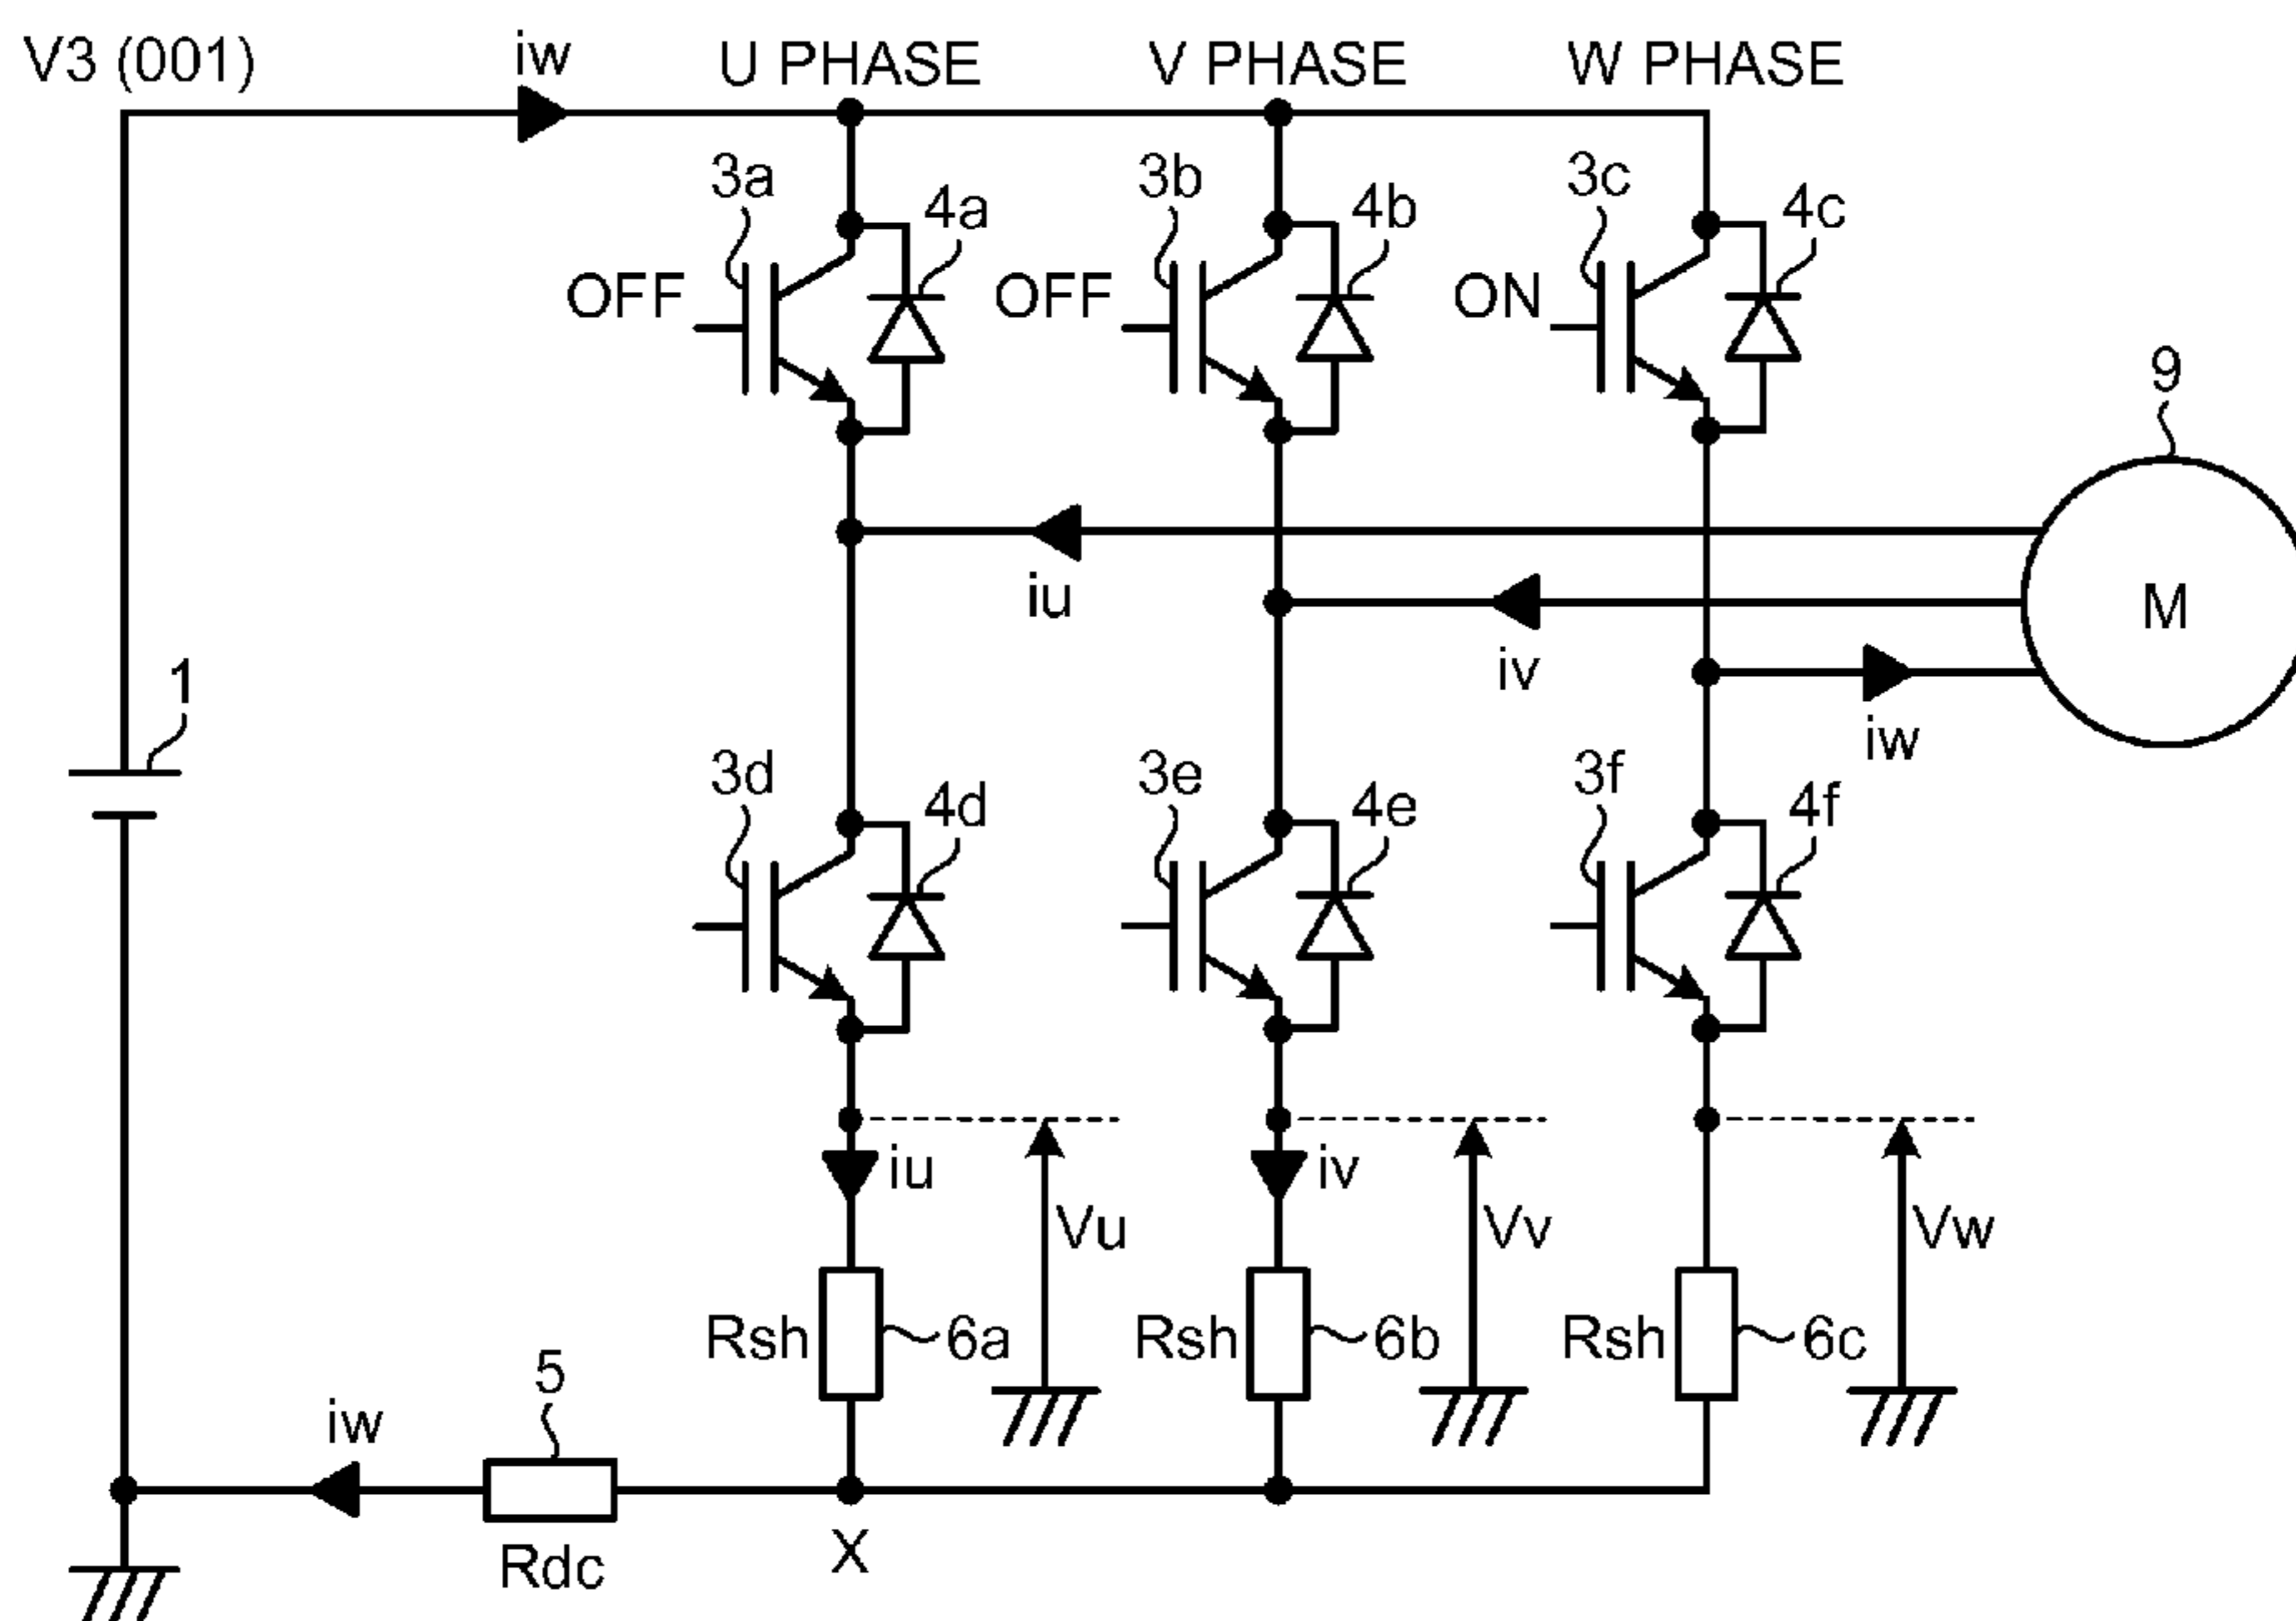 V3 (001)
iw
U PHASE
V PHASE
W PHASE
3a
4a
3b
4b
3c
4c
OFF
OFF
ON
9
M
iu
iv
iw
1
3d
4d
3e
4e
3f
4f
iu
iv
Vu
Vv
Vw
Rsh
6a
Rsh
6b
Rsh
6c
5
iw
Rdc
X